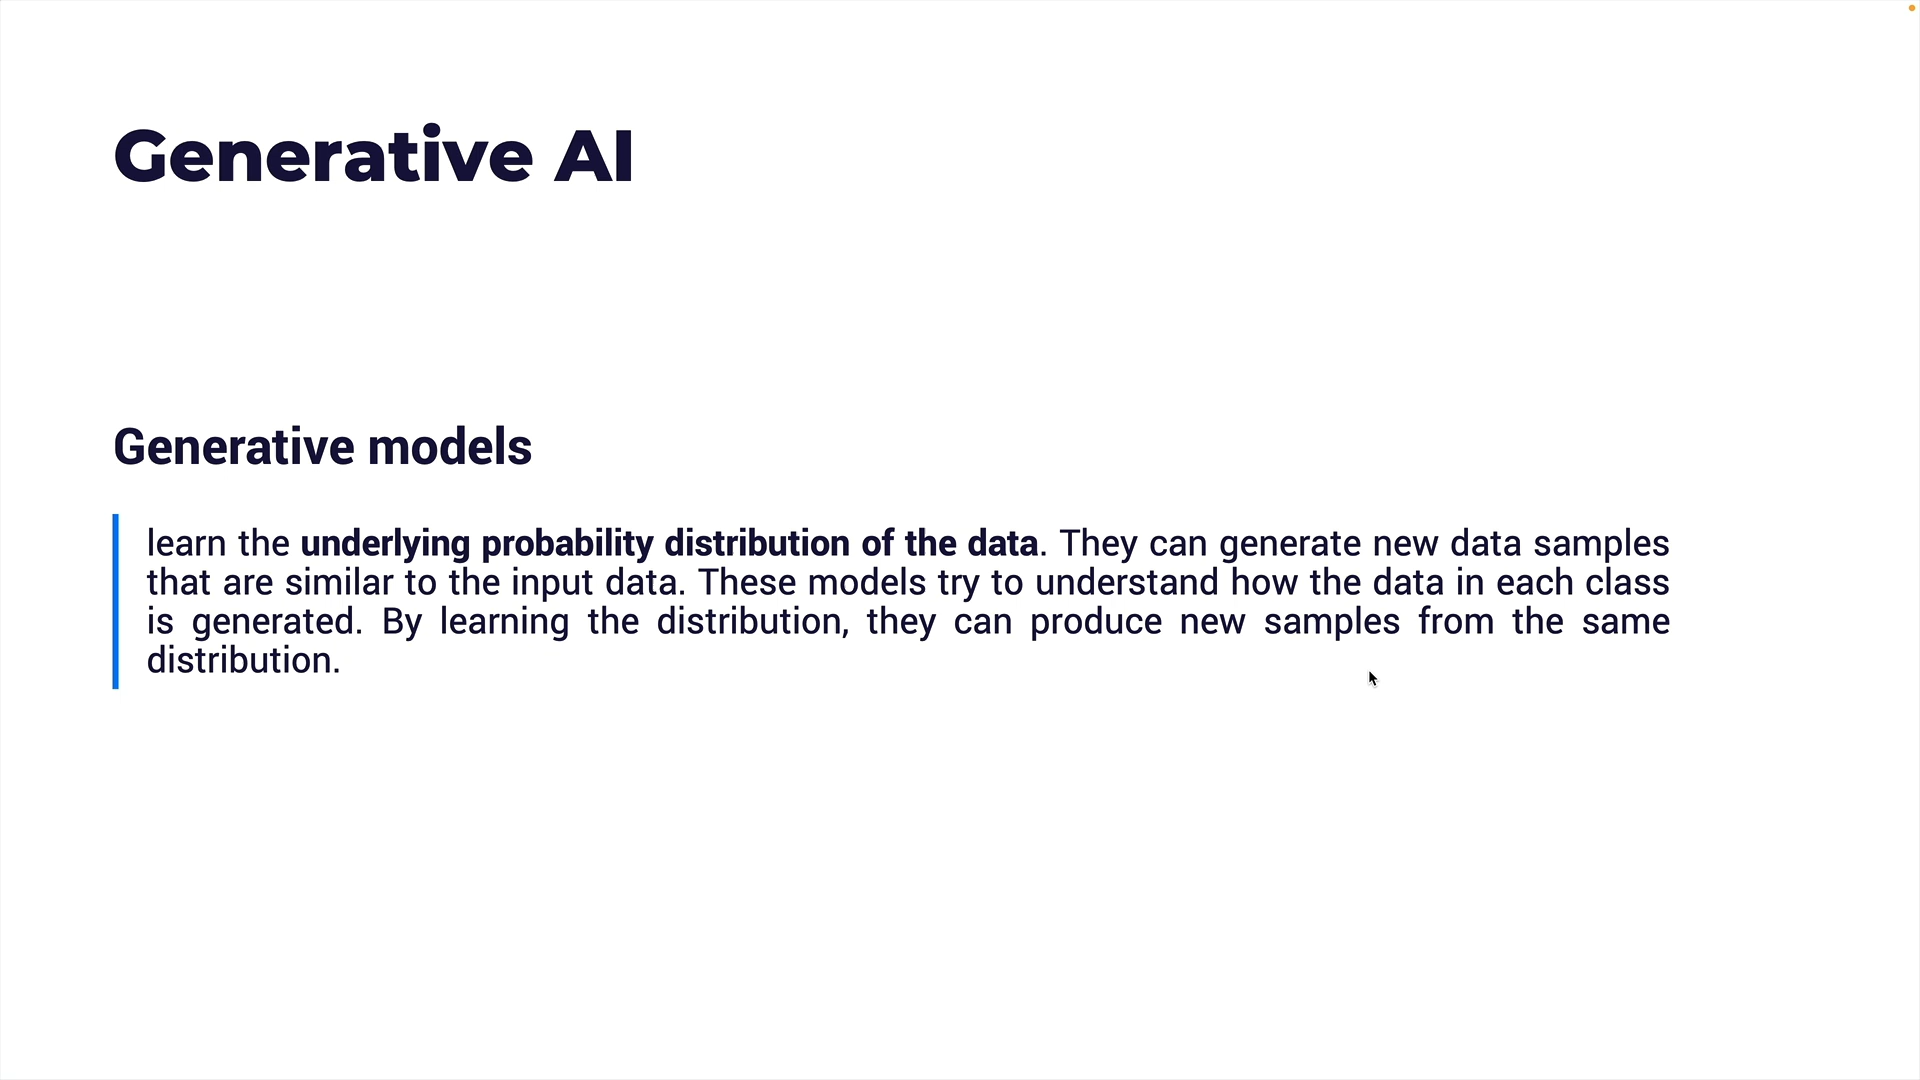 Generative AI
Generative models
learn the underlying probability distribution of the data. They can generate new data samples
that are similar to the input data. These models try to understand how the data in each class
is generated. By learning the distribution, they can produce new samples from the same
distribution.